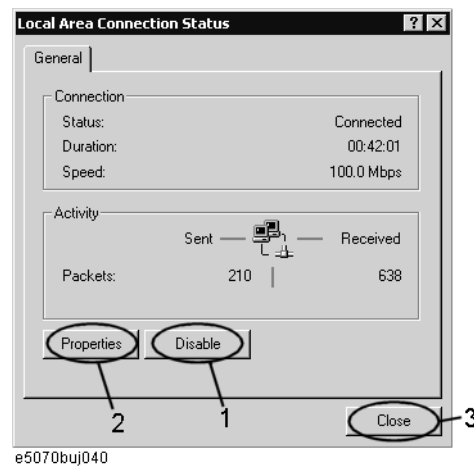 Local Area Connection Status ? X
General
Connection
Status: Connected
Duration: 00:42:01
Speed: 100.0 Mbps
Activity
Sent — — Received
Packets: 210 | 638
Properties Disable
Close
2 1 3
e5070buj040